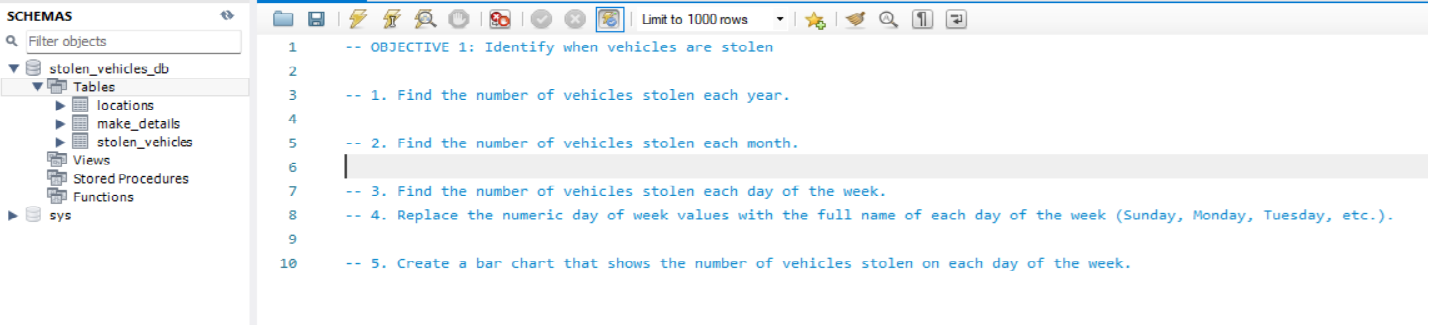 SCHEMAS
Filter objects
stolen_vehicles_db
Tables
locations
make_details
stolen_vehicles
Views
Stored Procedures
Functions
sys
Limit to 1000 rows
1 -- OBJECTIVE 1: Identify when vehicles are stolen
2
3 -- 1. Find the number of vehicles stolen each year.
4
5 -- 2. Find the number of vehicles stolen each month.
6
7 -- 3. Find the number of vehicles stolen each day of the week.
8 -- 4. Replace the numeric day of week values with the full name of each day of the week (Sunday, Monday, Tuesday, etc.).
9
10 -- 5. Create a bar chart that shows the number of vehicles stolen on each day of the week.